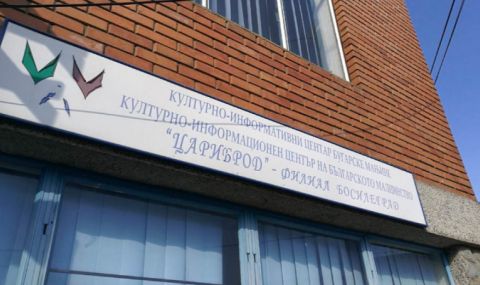 КУЛТУРНО-ИНФОРМАТИВНИ ЦЕНТАР БУГАРСКЕ МАЊИНЕ
КУЛТУРНО-ИНФОРМАЦИОНЕН ЦЕНТЪР НА БЪЛГАРСКОТО МАЛЦИНСТВО
"ЦАРИБРОД" - ФИЛИАЛ БОСИЛЕГРАД